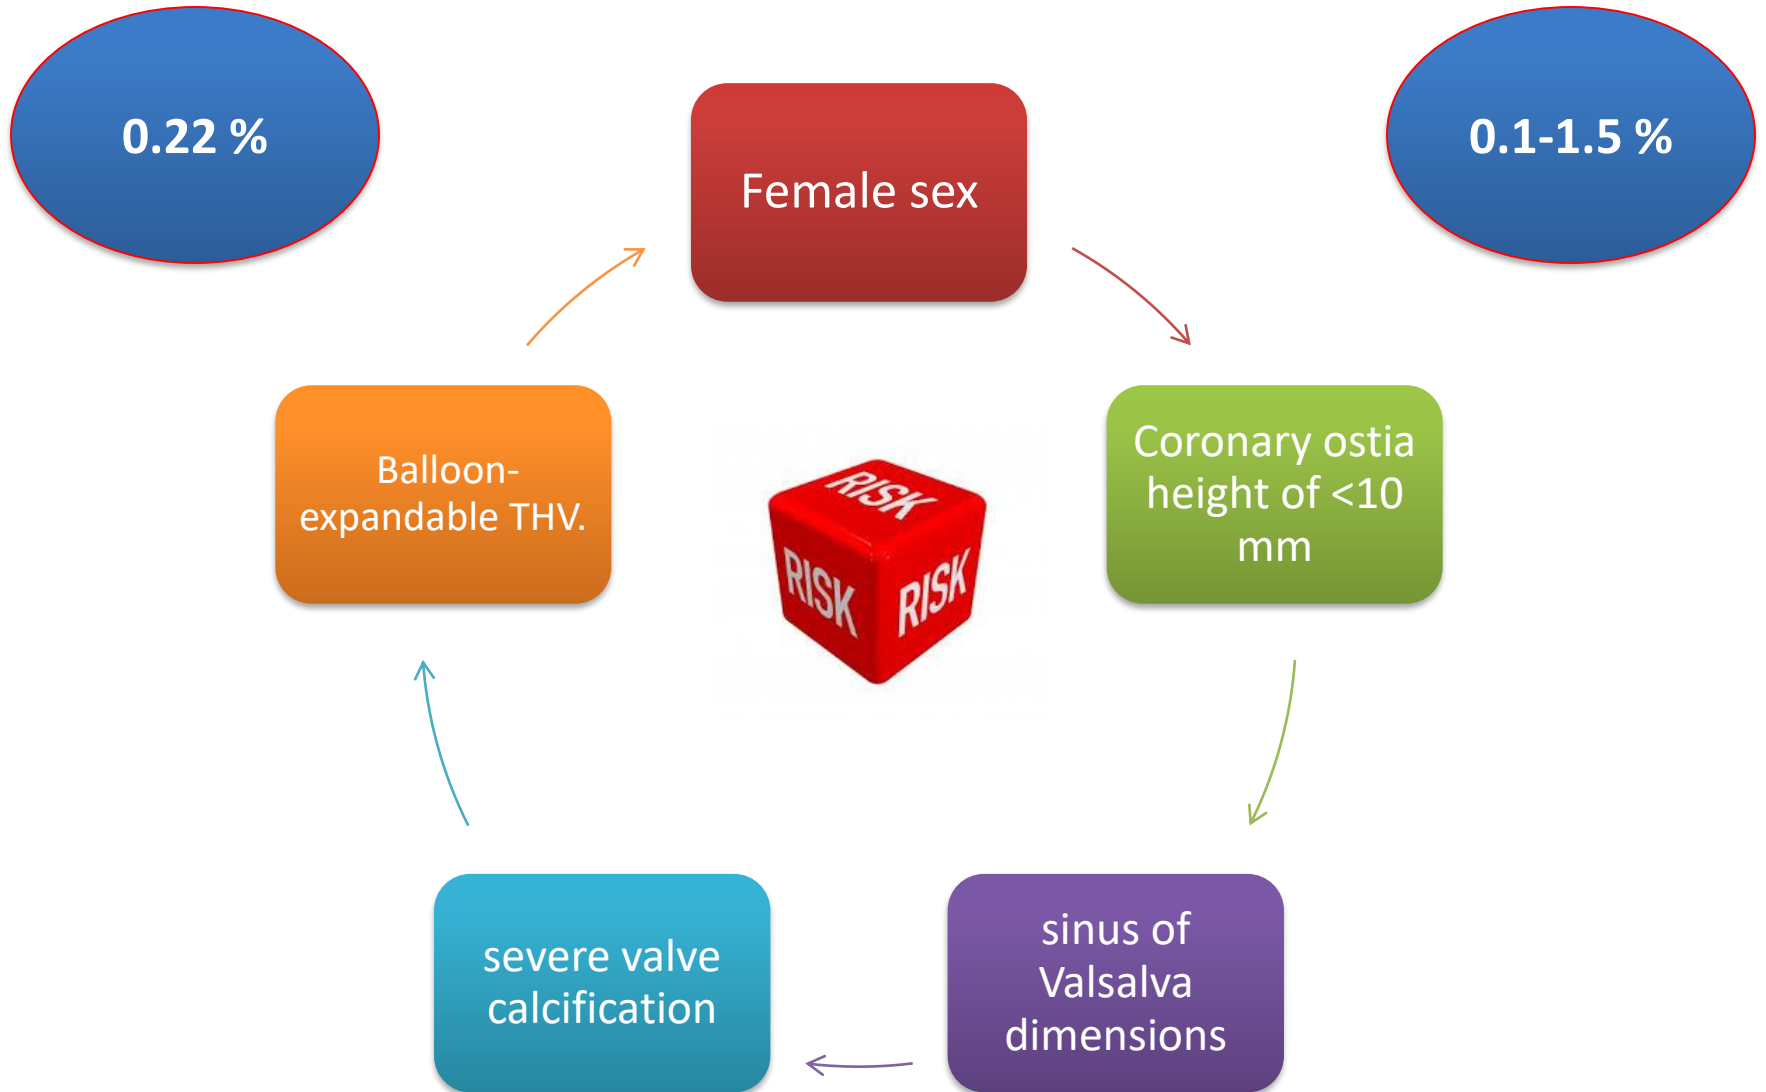 0.22 %
0.1-1.5 %
Female sex
Coronary ostia
height of <10
mm
sinus of
Valsalva
dimensions
severe valve
calcification
Balloon-
expandable THV.
RISK
RISK
RISK